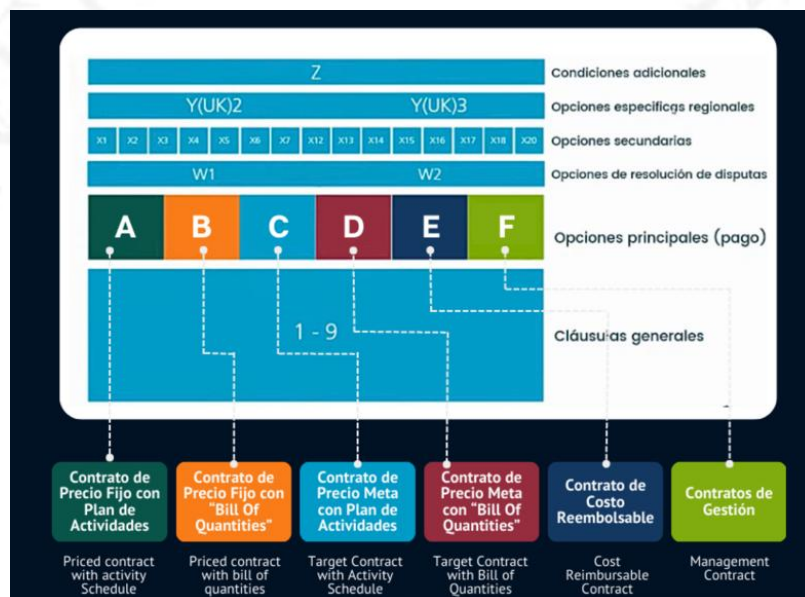 Z
Condiciones adicionales
Y(UK)2 Y(UK)3
Opciones especificas regionales
X1 X2 X3 X4 X5 X6 X7 X12 X13 X14 X15 X16 X17 X18 X20
Opciones secundarias
W1 W2
Opciones de resolución de disputas
A B C D E F
Opciones principales (pago)
1 - 9
Cláusulas generales
Contrato de
Precio Fijo con
Plan de
Actividades
Contrato de
Precio Fijo con
“Bill Of
Quantities”
Contrato de
Precio Meta
con Plan de
Actividades
Contrato de
Precio Meta
con “Bill Of
Quantities”
Contrato de
Costo
Reembolsable
Contratos de
Gestión
Priced contract
with activity
Schedule
Priced contract
with bill of
quantities
Target Contract
with Activity
Schedule
Target Contract
with Bill of
Quantities
Cost
Reimbursable
Contract
Management
Contract